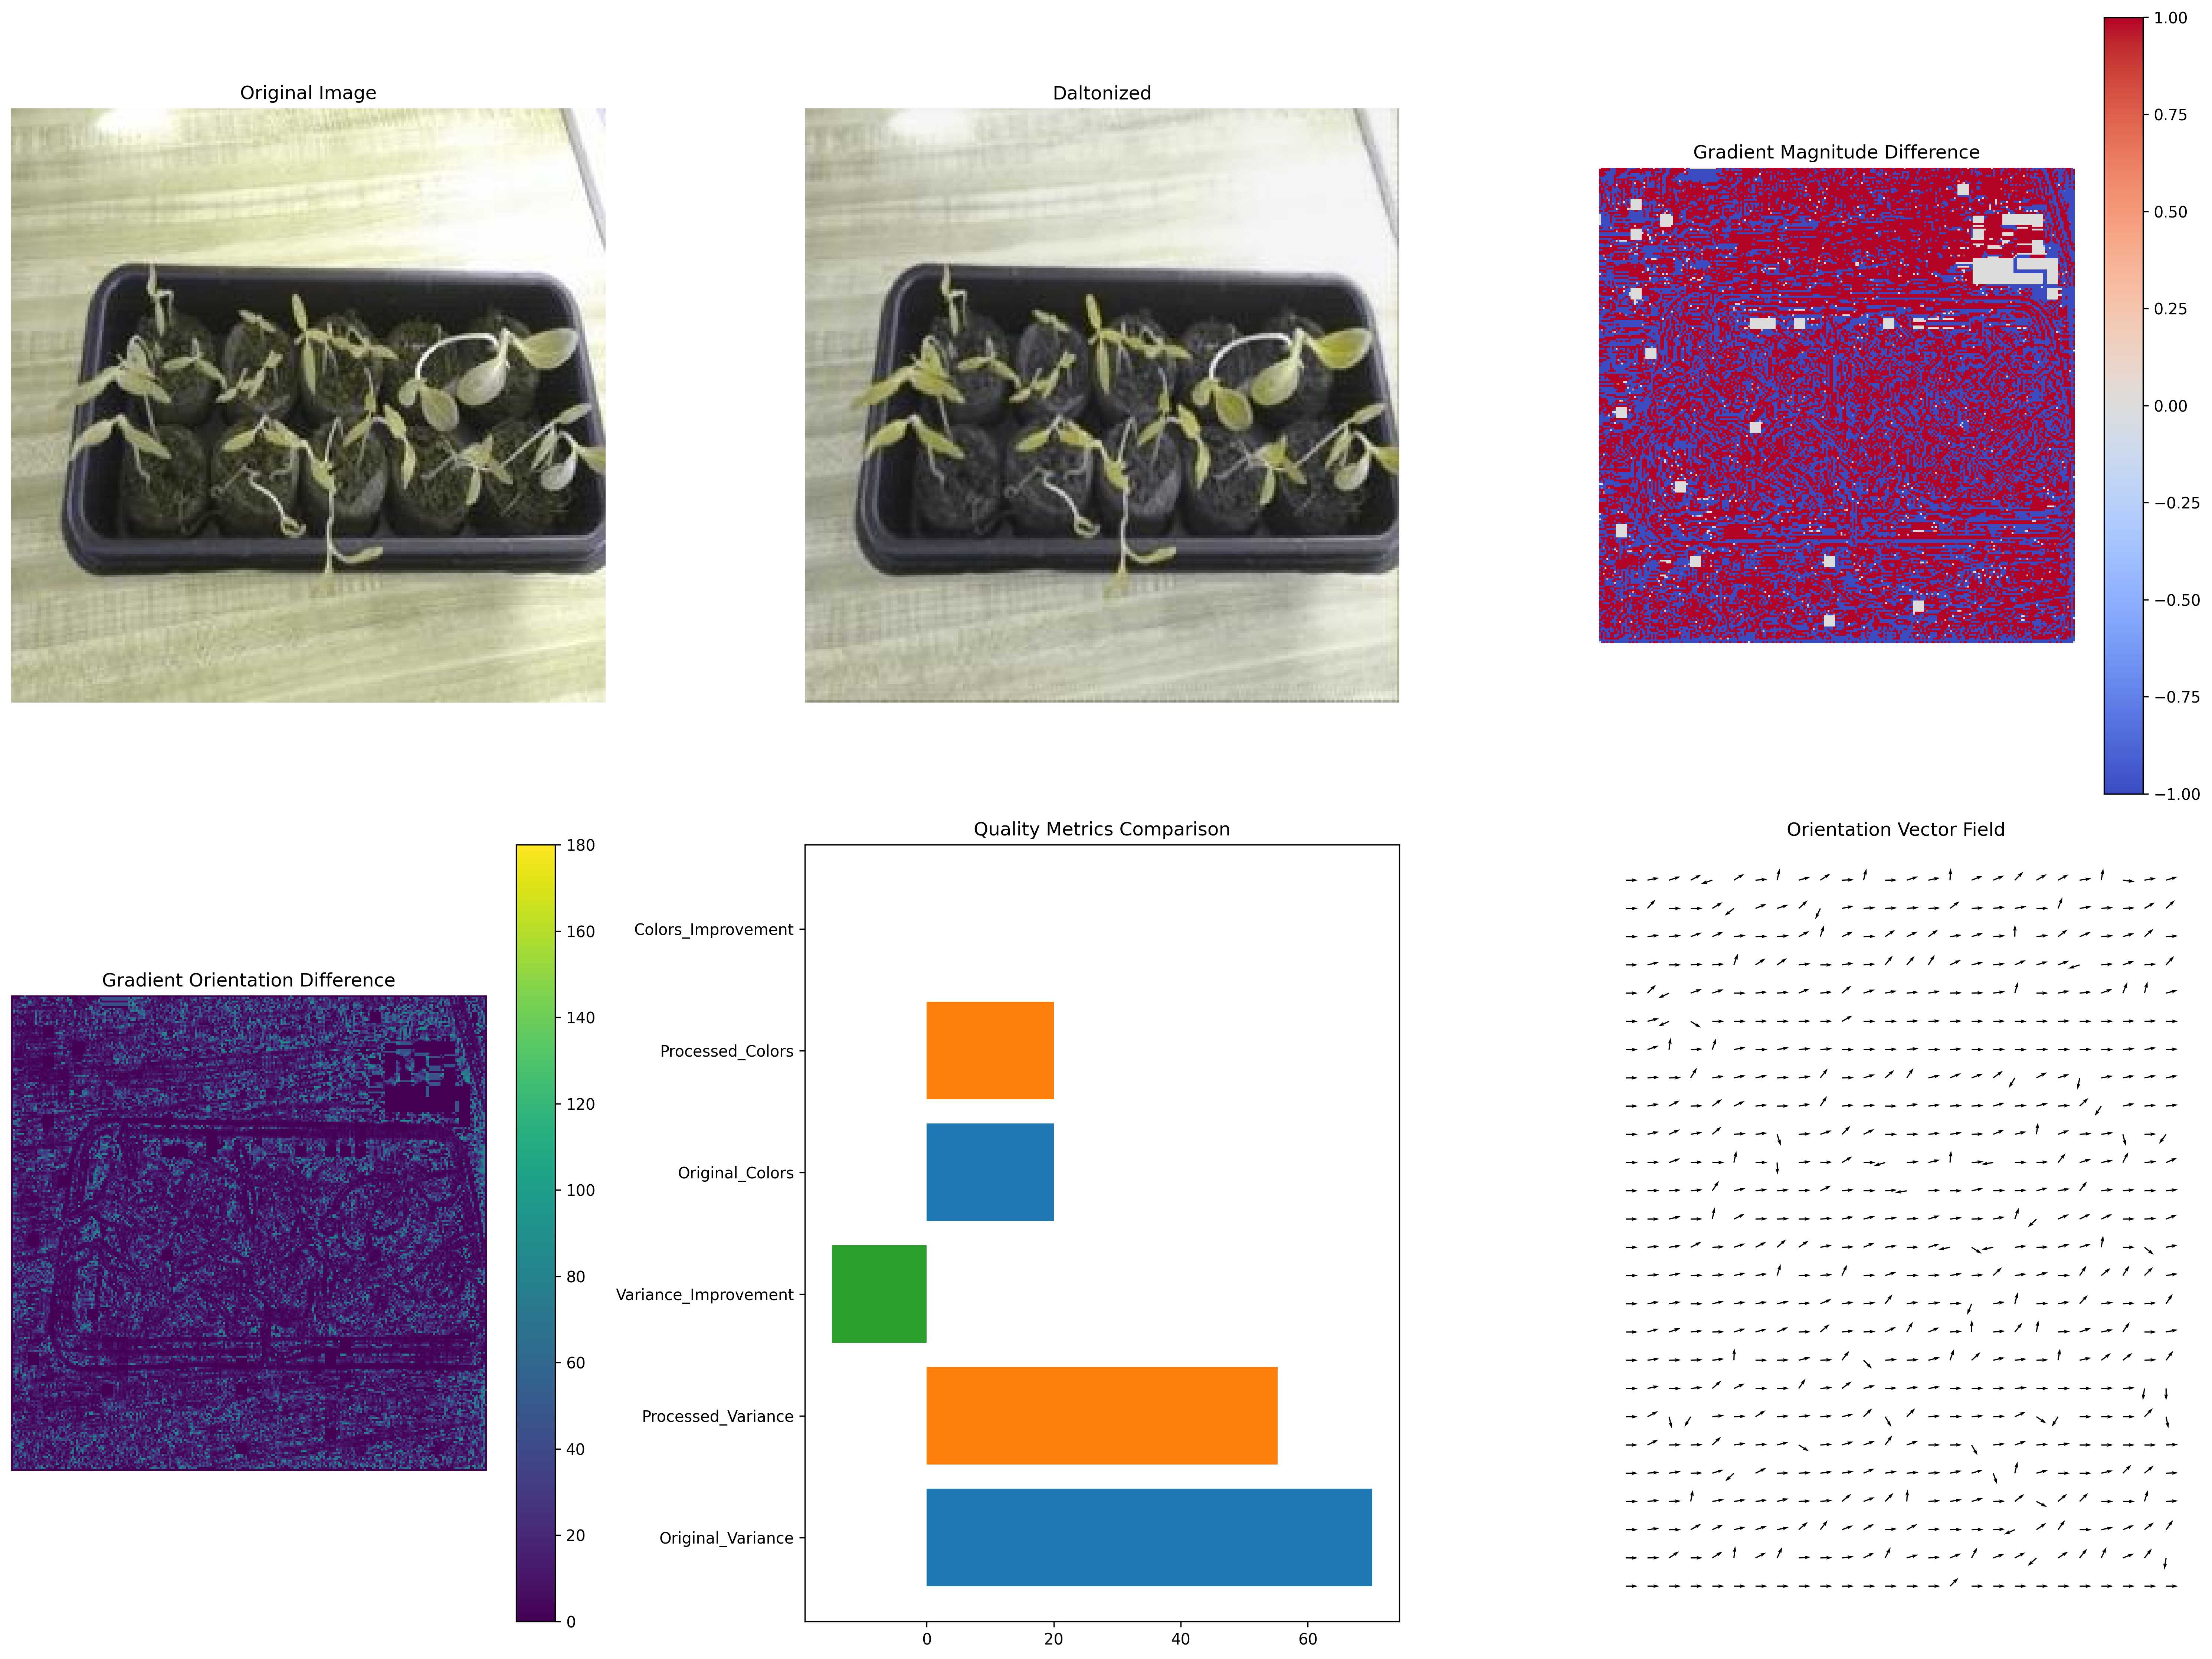 Original Image
Daltonized
Gradient Magnitude Difference
1.00
0.75
0.50
0.25
0.00
−0.25
−0.50
−0.75
−1.00
Gradient Orientation Difference
180
160
140
120
100
80
60
40
20
0
Quality Metrics Comparison
Colors_Improvement
Processed_Colors
Original_Colors
Variance_Improvement
Processed_Variance
Original_Variance
0 20 40 60
Orientation Vector Field